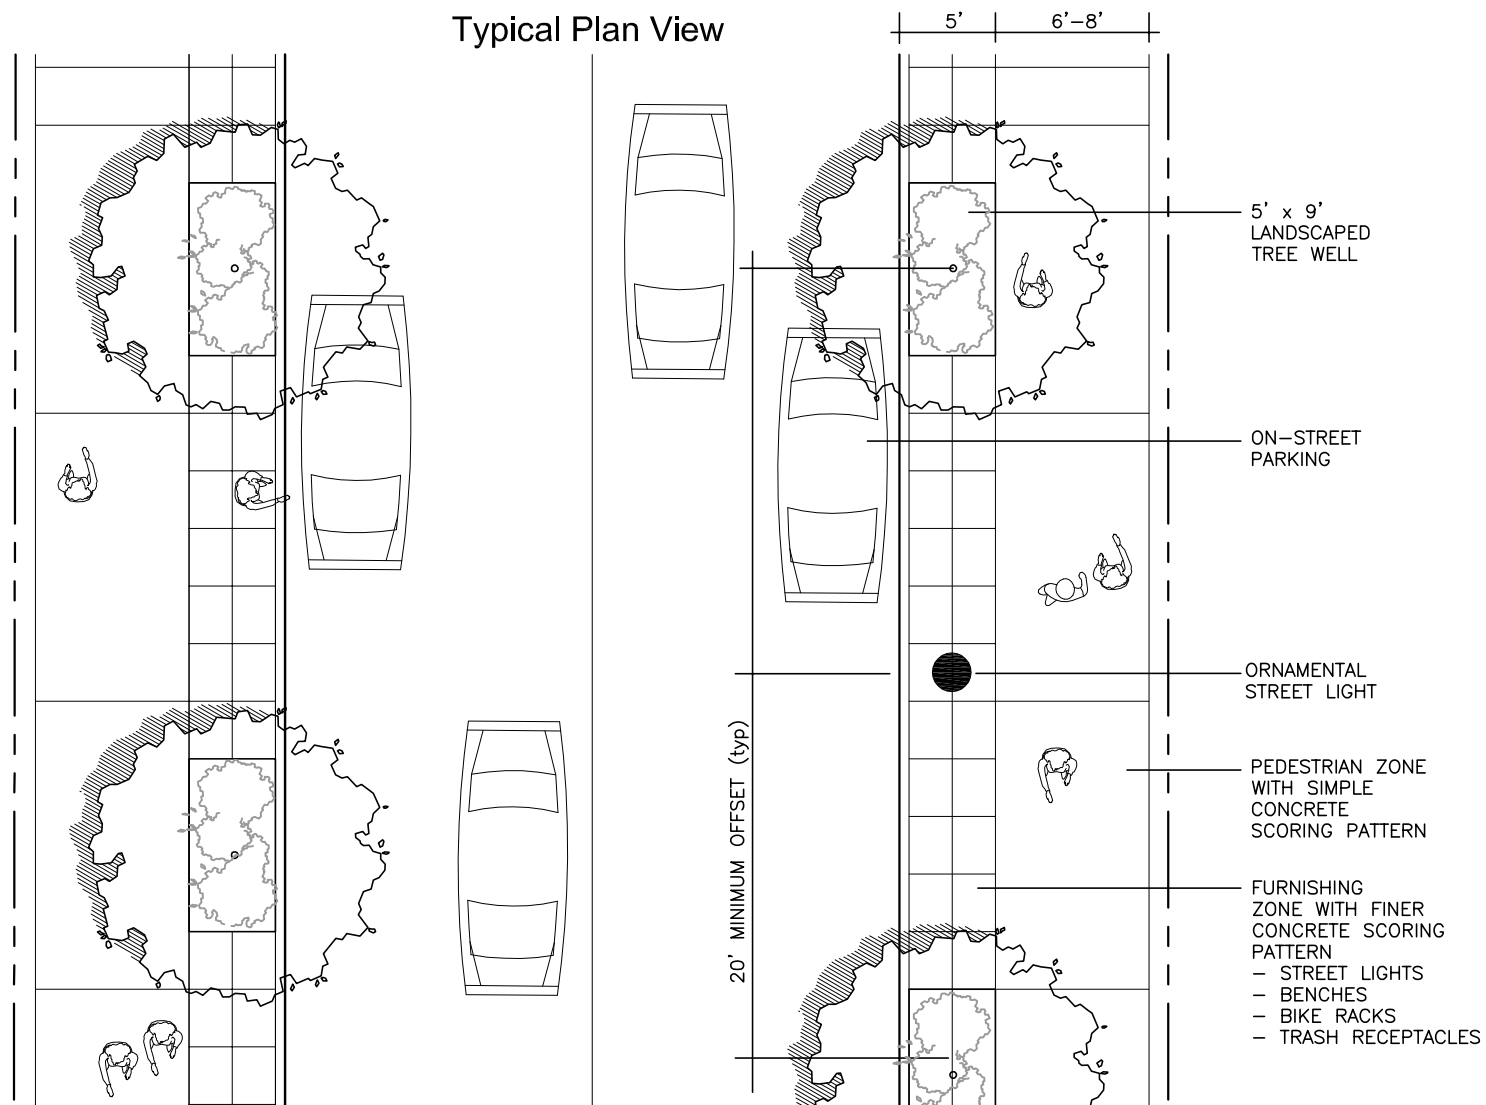 Typical Plan View
5'
6'-8'
5' x 9'
LANDSCAPED
TREE WELL
ON-STREET
PARKING
ORNAMENTAL
STREET LIGHT
20' MINIMUM OFFSET (typ)
PEDESTRIAN ZONE
WITH SIMPLE
CONCRETE
SCORING PATTERN
FURNISHING
ZONE WITH FINER
CONCRETE SCORING
PATTERN
- STREET LIGHTS
- BENCHES
- BIKE RACKS
- TRASH RECEPTACLES